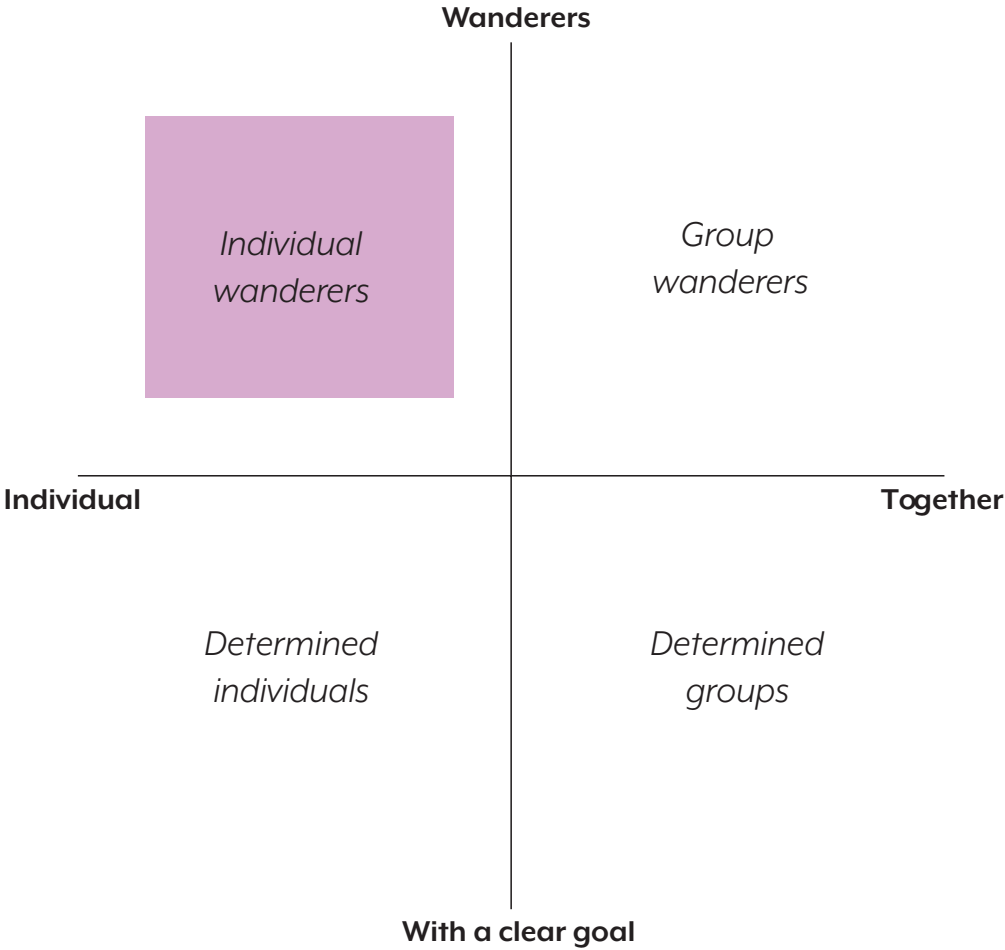 Wanderers
Individual
wanderers
Group
wanderers
Individual
Together
Determined
individuals
Determined
groups
With a clear goal